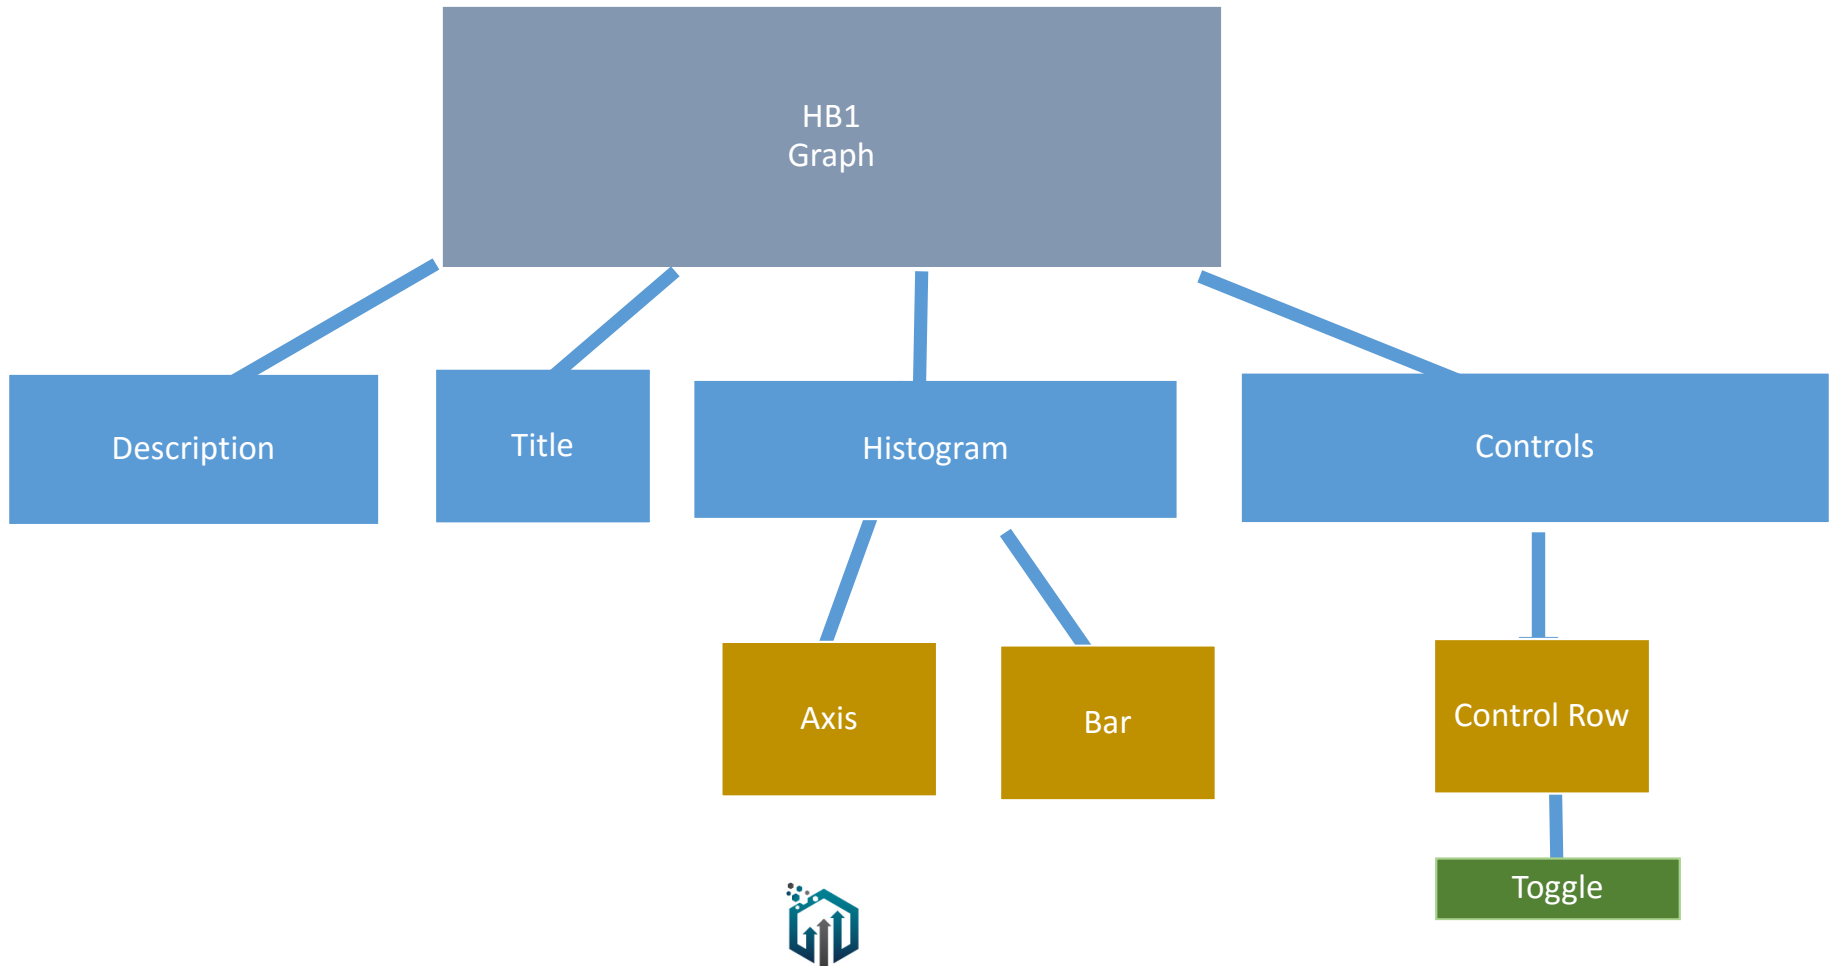 HB1
Graph
Description
Title
Histogram
Controls
Axis
Bar
Control Row
Toggle